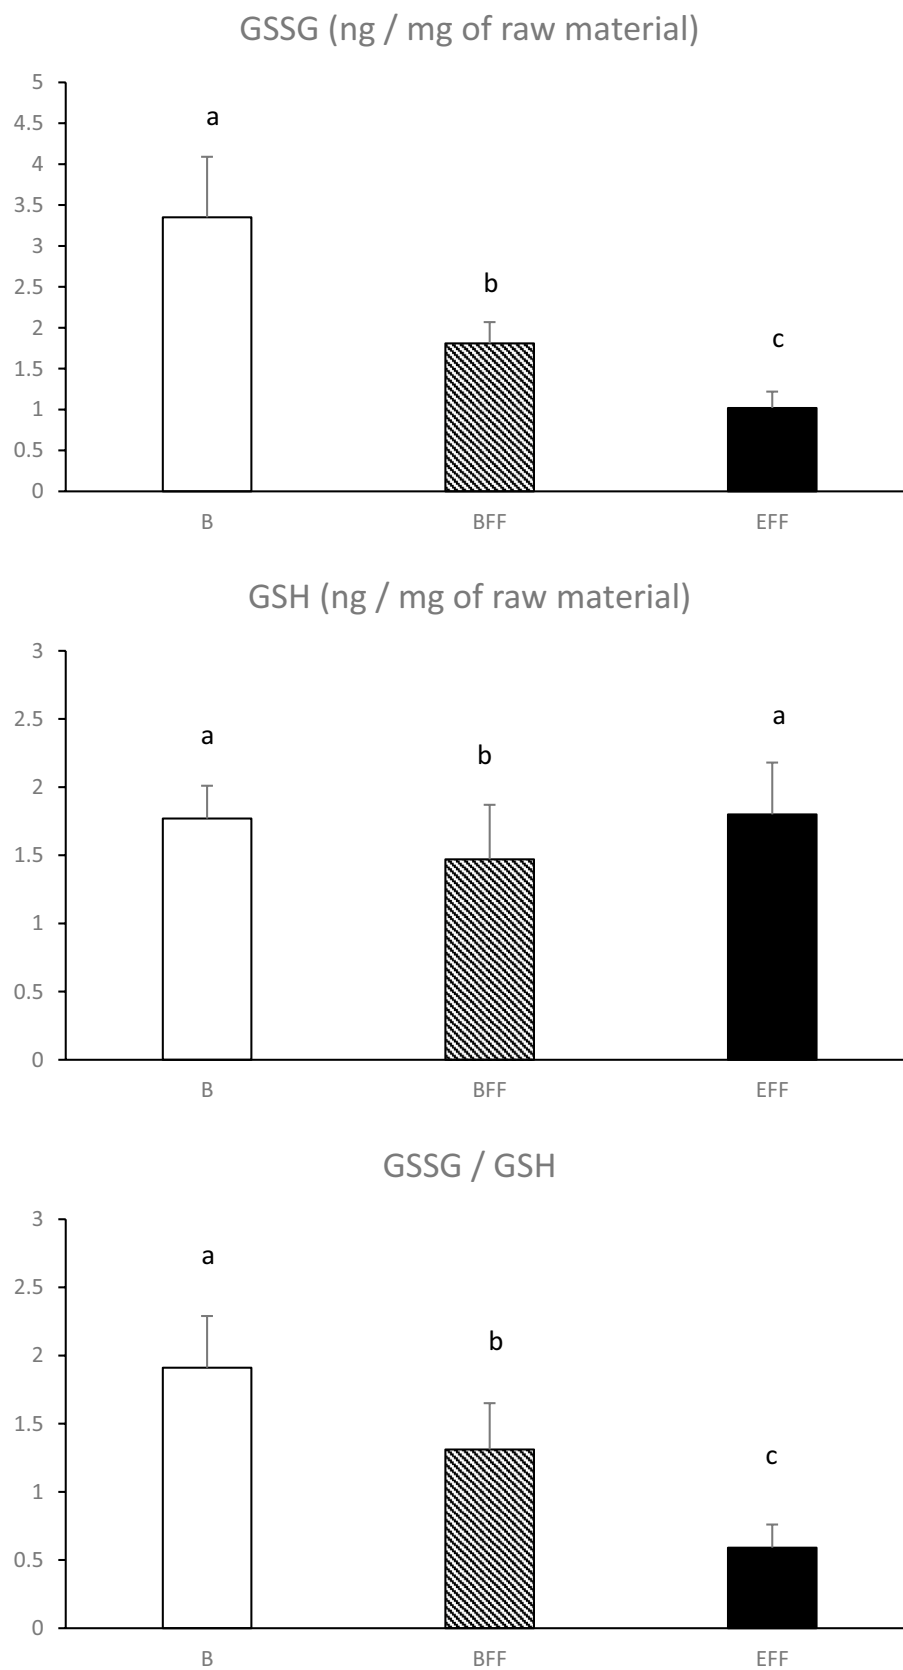 GSSG (ng / mg of raw material)
5
4.5
4
3.5
3
2.5
2
1.5
1
0.5
0
a
b
c
B BFF EFF
GSH (ng / mg of raw material)
3
2.5
2
1.5
1
0.5
0
a
b
a
B BFF EFF
GSSG / GSH
3
2.5
2
1.5
1
0.5
0
a
b
c
B BFF EFF